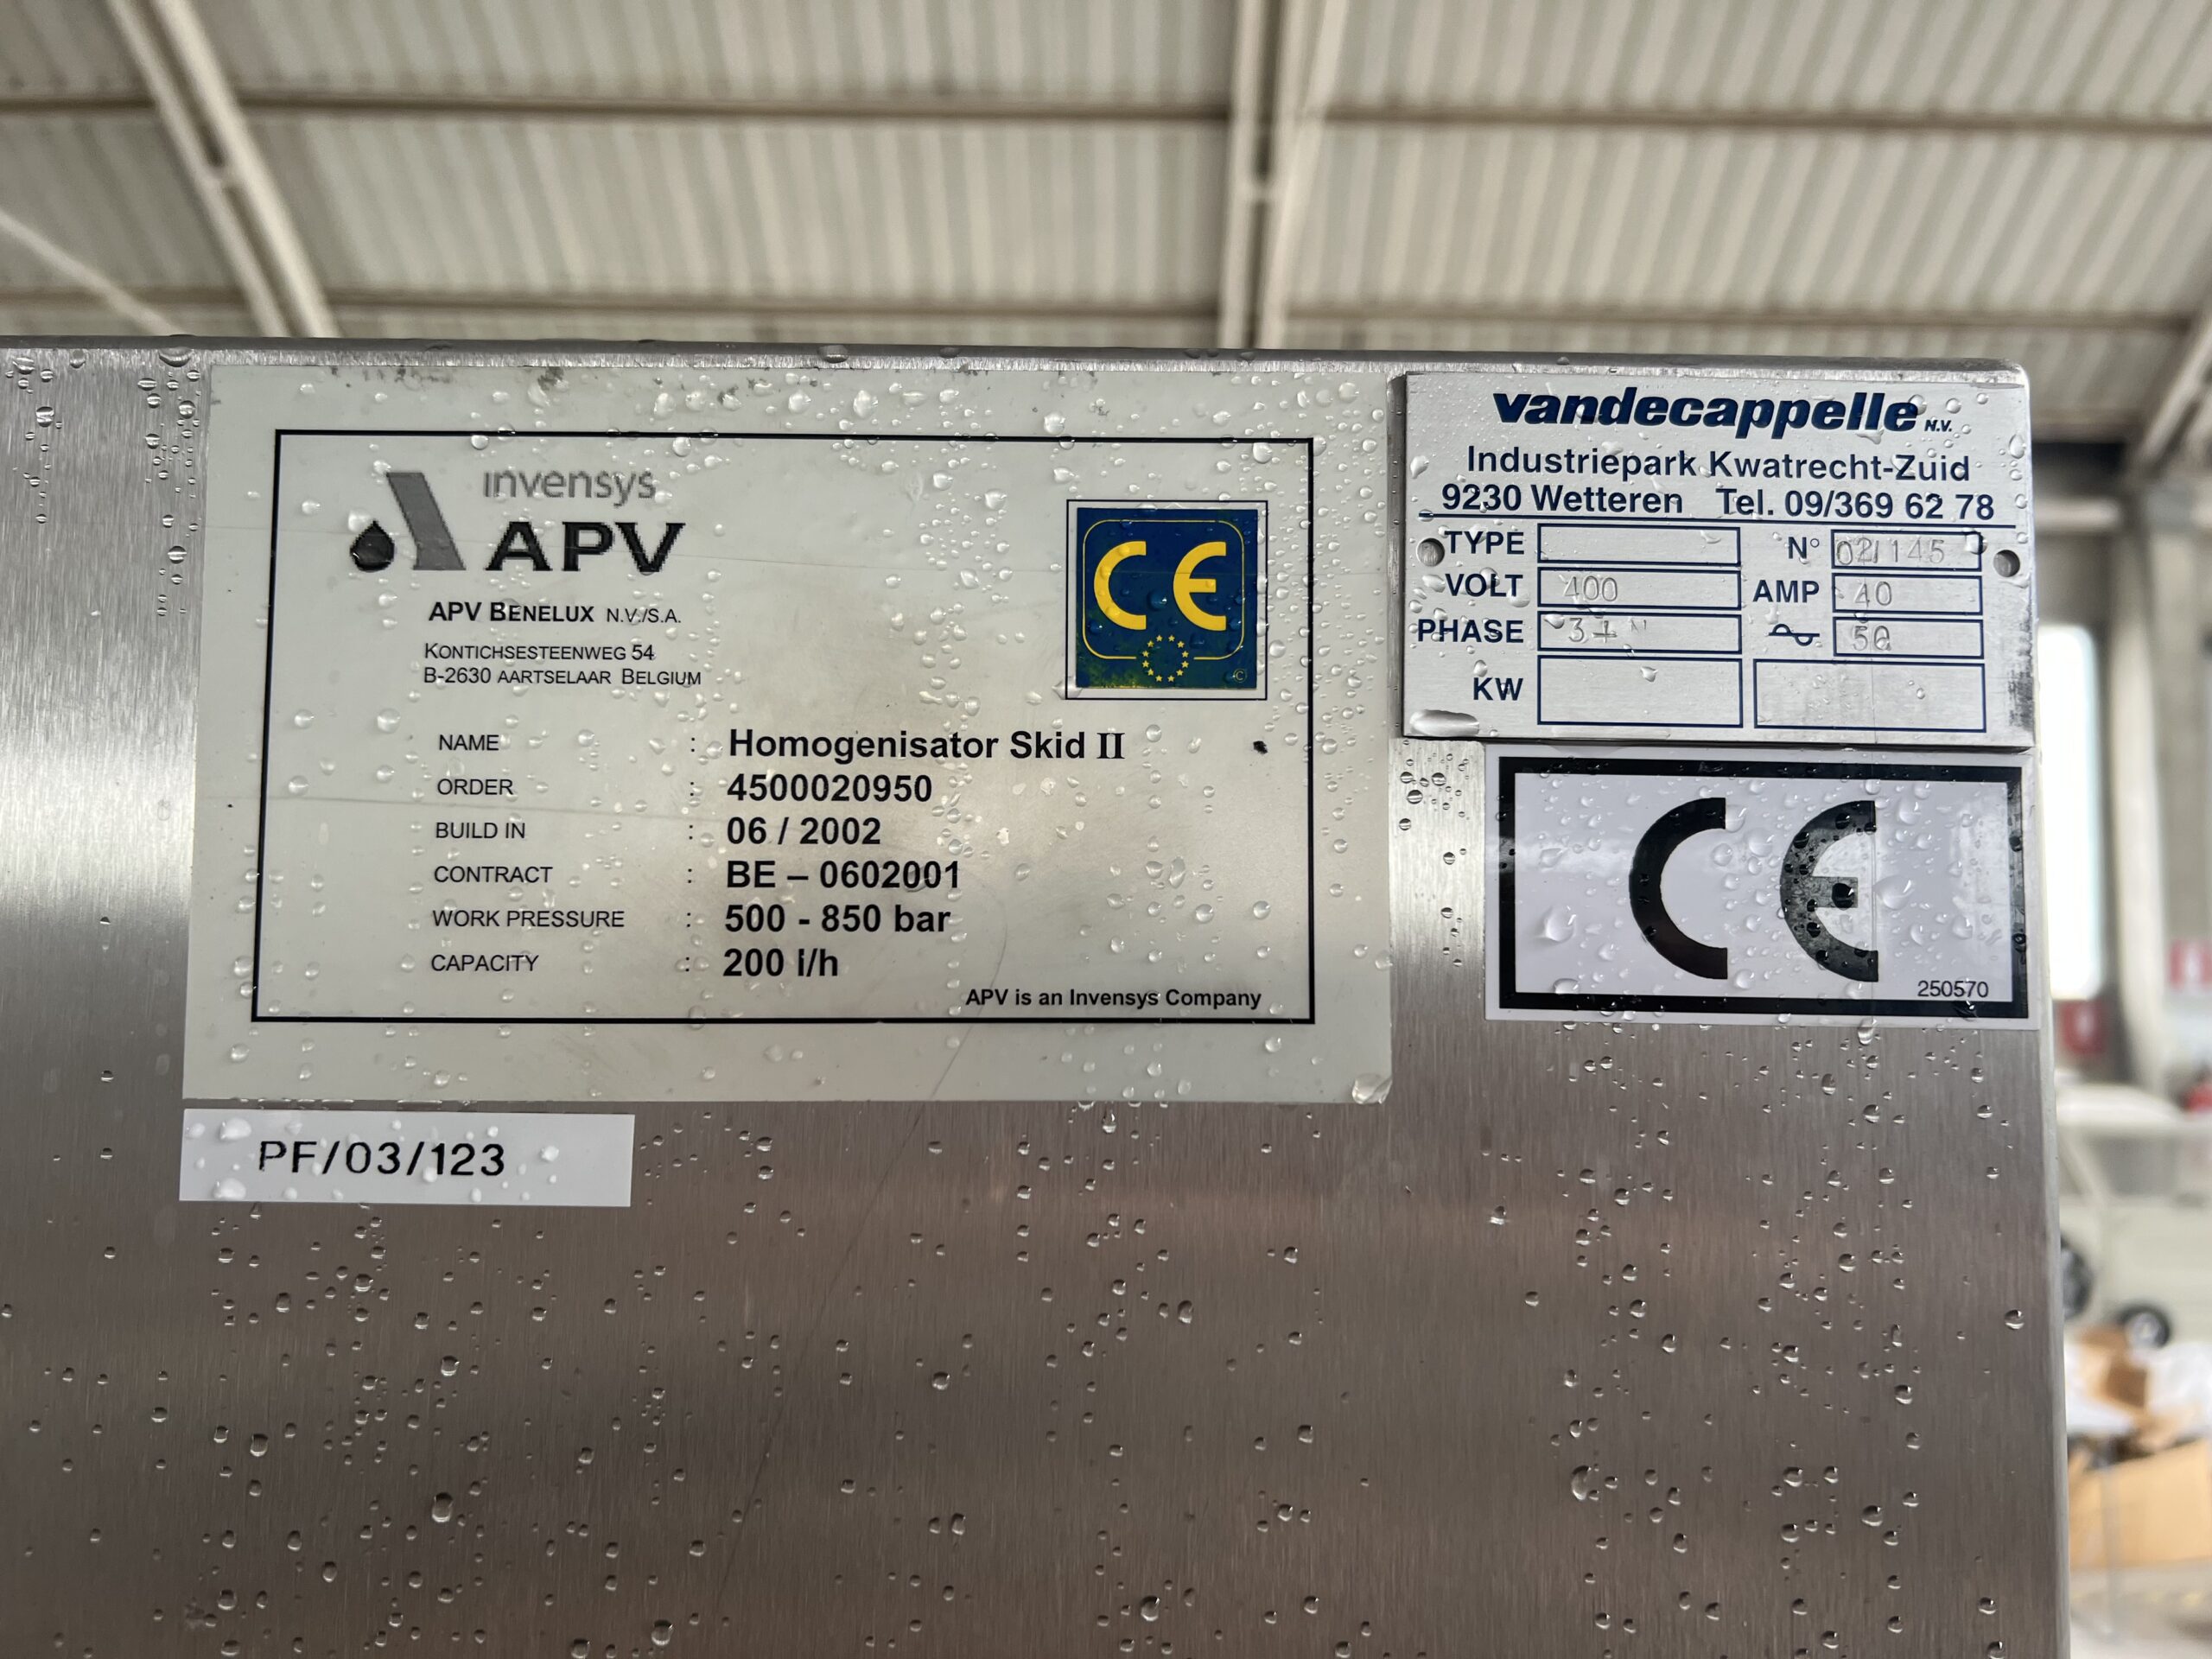 invensys
APV
APV BENELUX N.V./S.A.
KONTICHSESTEENWEG 54
B-2630 AARTSELAAR BELGIUM
CE
NAME : Homogenisator Skid II
ORDER : 4500020950
BUILD IN : 06 / 2002
CONTRACT : BE – 0602001
WORK PRESSURE : 500 - 850 bar
CAPACITY : 200 l/h
APV is an Invensys Company
PF/03/123
vandecappelle N.V.
Industriepark Kwatrecht-Zuid
9230 Wetteren Tel. 09/369 62 78
TYPE N° 02/145
VOLT 400 AMP 40
PHASE 3+N 50
KW
CE
250570